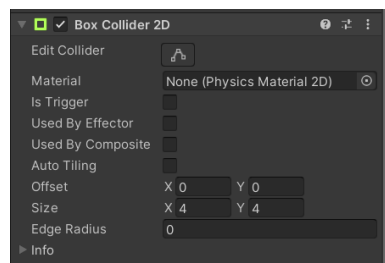 Box Collider 2D
Edit Collider
Material None (Physics Material 2D)
Is Trigger
Used By Effector
Used By Composite
Auto Tiling
Offset X 0 Y 0
Size X 4 Y 4
Edge Radius 0
Info